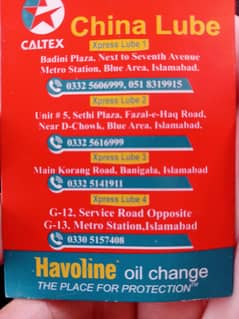 CALTEX
China Lube
Xpress Lube 1
Badini Plaza, Next to Seventh Avenue
Metro Station, Blue Area, Islamabad.
0332 5606999, 051 8319915
Xpress Lube 2
Unit # 5, Sethi Plaza, Fazal-e-Haq Road,
Near D-Chowk, Blue Area, Islamabad.
0332 5616999
Xpress Lube 3
Main Korang Road, Banigala, Islamabad
0332 5141911
Xpress Lube 4
G-12, Service Road Opposite
G-13, Metro Station,Islamabad
0330 5157408
Havoline oil change
THE PLACE FOR PROTECTION™